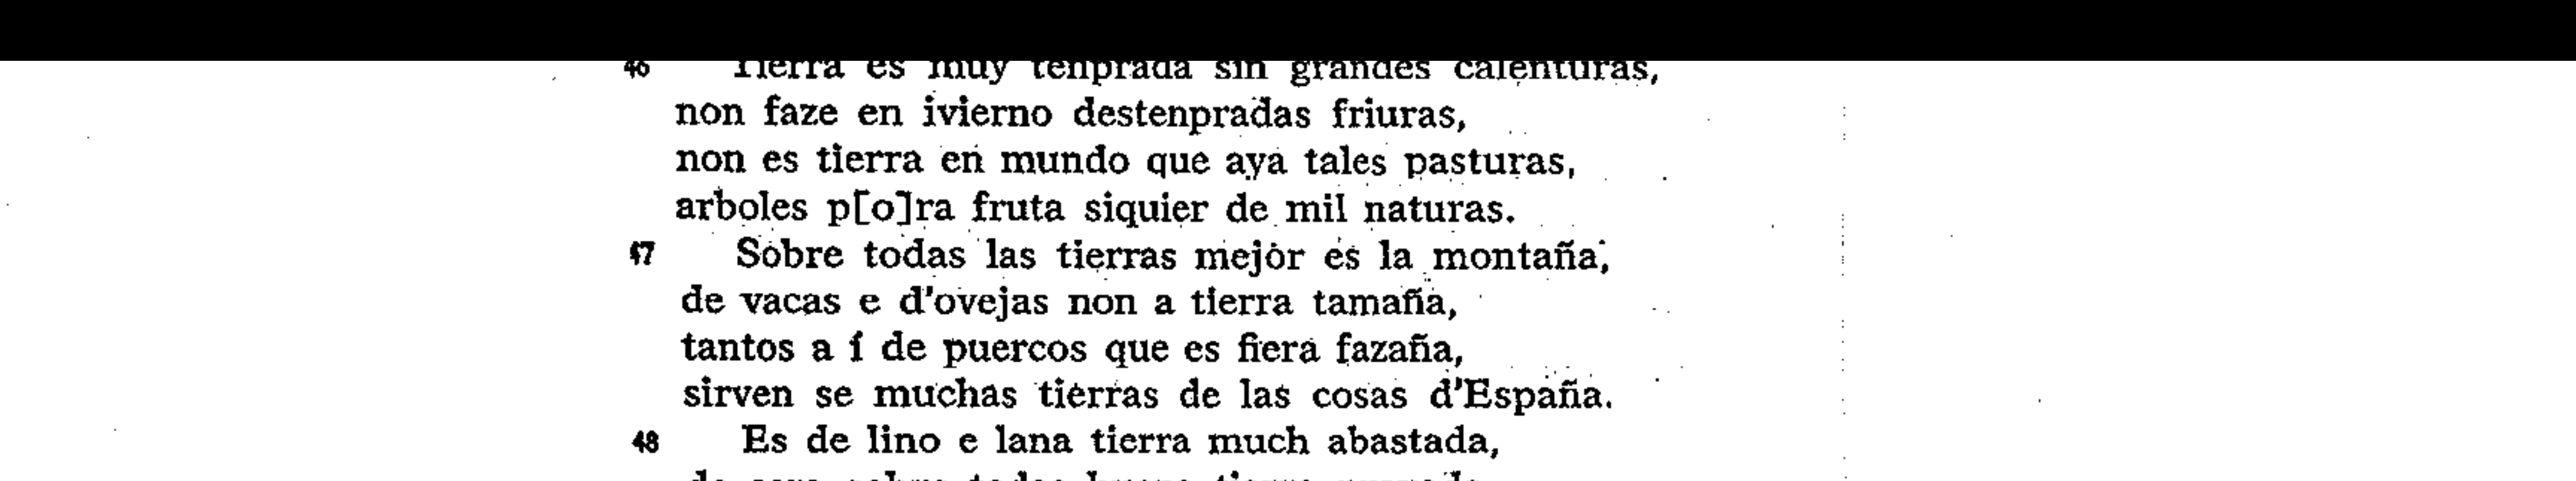 46 Tierra es muy tenprada sin grandes calenturas,
non faze en ivierno destenpradas friuras,
non es tierra en mundo que aya tales pasturas,
arboles p[o]ra fruta siquier de mil naturas.
47 Sobre todas las tierras mejor es la montaña,
de vacas e d'ovejas non a tierra tamaña,
tantos a í de puercos que es fiera fazaña,
sirven se muchas tierras de las cosas d'España.
48 Es de lino e lana tierra much abastada,